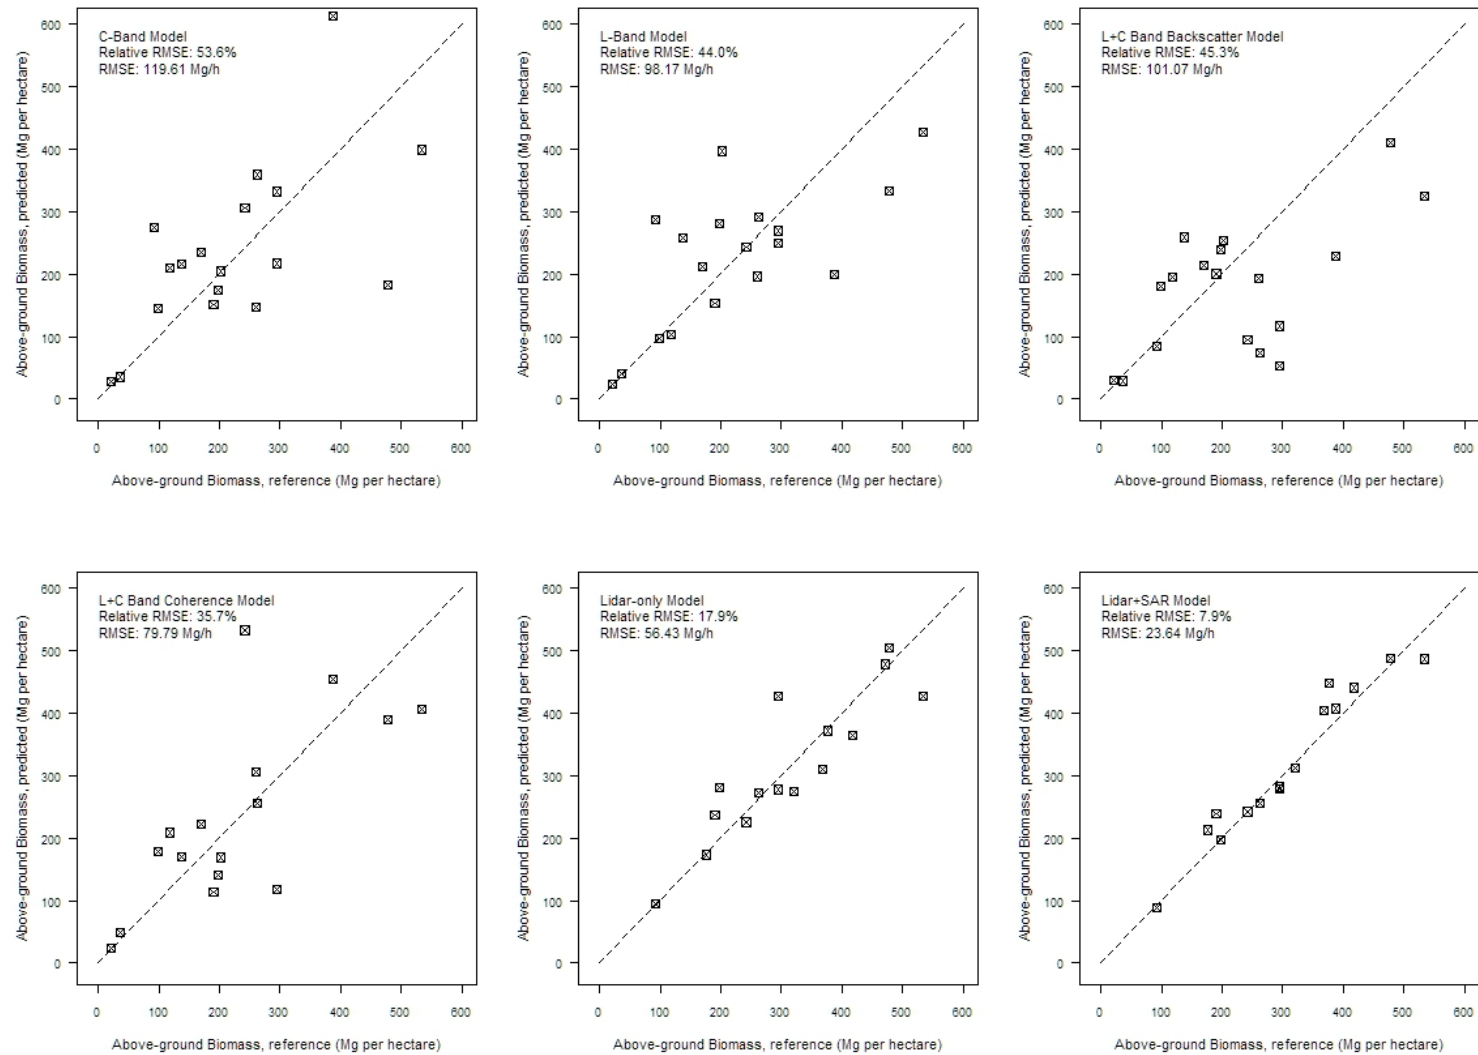 C-Band Model
Relative RMSE: 53.6%
RMSE: 119.61 Mg/h
600
500
400
300
200
100
0
Above-ground Biomass, predicted (Mg per hectare)
0 100 200 300 400 500 600
Above-ground Biomass, reference (Mg per hectare)
L-Band Model
Relative RMSE: 44.0%
RMSE: 98.17 Mg/h
600
500
400
300
200
100
0
Above-ground Biomass, predicted (Mg per hectare)
0 100 200 300 400 500 600
Above-ground Biomass, reference (Mg per hectare)
L+C Band Backscatter Model
Relative RMSE: 45.3%
RMSE: 101.07 Mg/h
600
500
400
300
200
100
0
Above-ground Biomass, predicted (Mg per hectare)
0 100 200 300 400 500 600
Above-ground Biomass, reference (Mg per hectare)
L+C Band Coherence Model
Relative RMSE: 35.7%
RMSE: 79.79 Mg/h
600
500
400
300
200
100
0
Above-ground Biomass, predicted (Mg per hectare)
0 100 200 300 400 500 600
Above-ground Biomass, reference (Mg per hectare)
Lidar-only Model
Relative RMSE: 17.9%
RMSE: 56.43 Mg/h
600
500
400
300
200
100
0
Above-ground Biomass, predicted (Mg per hectare)
0 100 200 300 400 500 600
Above-ground Biomass, reference (Mg per hectare)
Lidar+SAR Model
Relative RMSE: 7.9%
RMSE: 23.64 Mg/h
600
500
400
300
200
100
0
Above-ground Biomass, predicted (Mg per hectare)
0 100 200 300 400 500 600
Above-ground Biomass, reference (Mg per hectare)